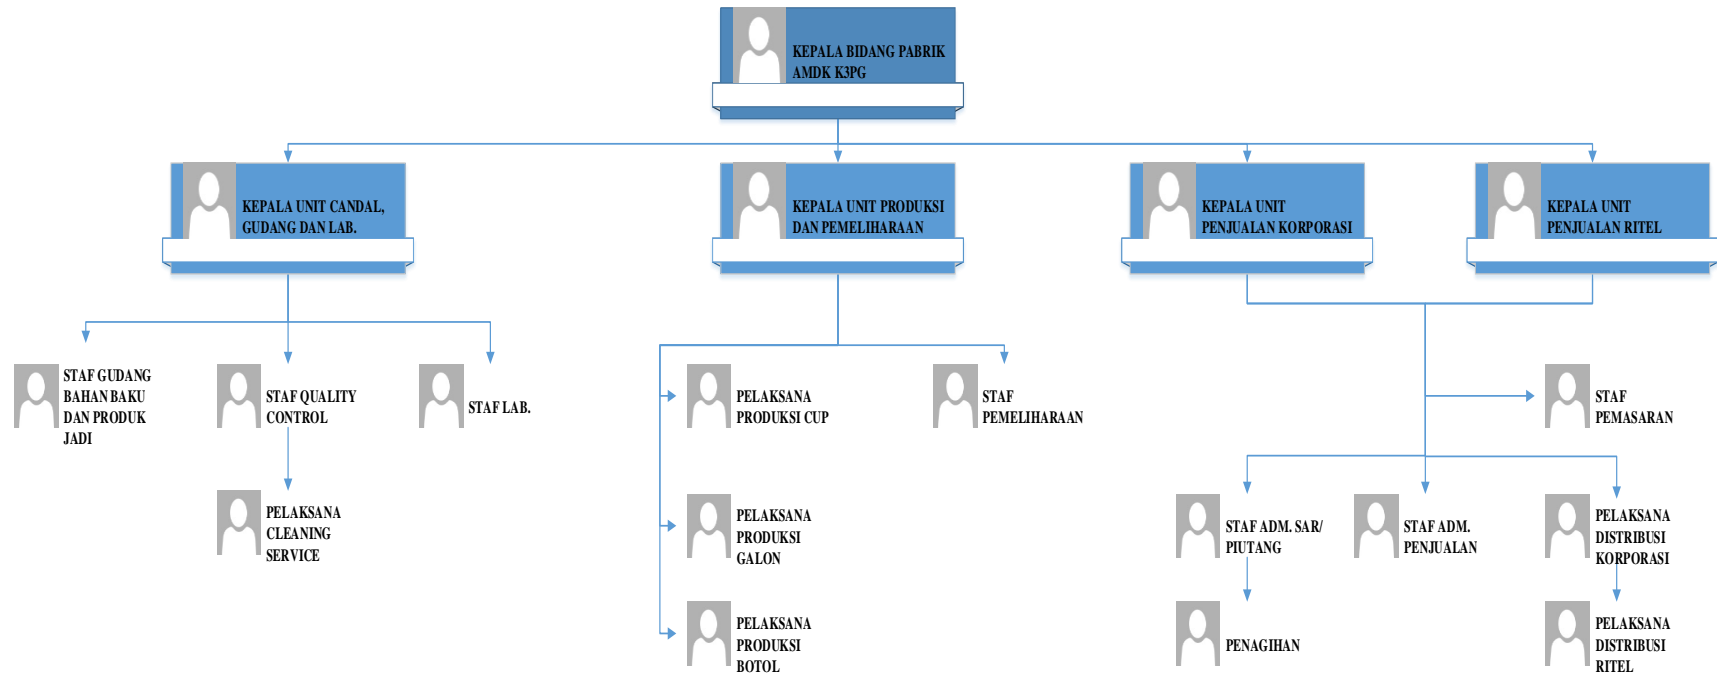 KEPALA BIDANG PABRIK
AMDK K3PG
KEPALA UNIT CANDAL,
GUDANG DAN LAB.
KEPALA UNIT PRODUKSI
DAN PEMELIHARAAN
KEPALA UNIT
PENJUALAN KORPORASI
KEPALA UNIT
PENJUALAN RITEL
STAF GUDANG
BAHAN BAKU
DAN PRODUK
JADI
STAF QUALITY
CONTROL
STAF LAB.
PELAKSANA
PRODUKSI CUP
STAF
PEMELIHARAAN
STAF
PEMASARAN
PELAKSANA
CLEANING
SERVICE
PELAKSANA
PRODUKSI
GALON
STAF ADM. SAR/
PIUTANG
STAF ADM.
PENJUALAN
PELAKSANA
DISTRIBUSI
KORPORASI
PELAKSANA
PRODUKSI
BOTOL
PENAGIHAN
PELAKSANA
DISTRIBUSI
RITEL